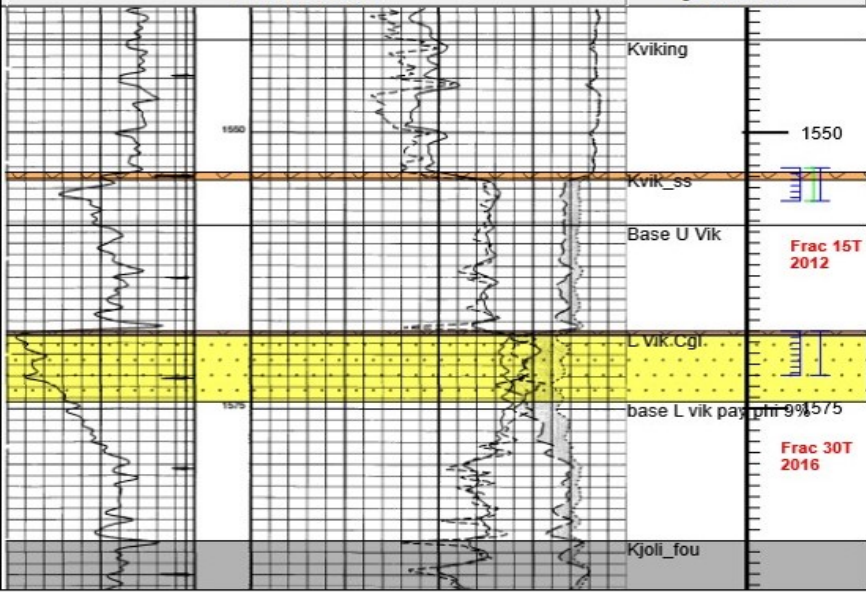 Kviking
1550
1550
Kvik_ss
Base U Vik
Frac 15T
2012
L Vik Cgl
1575
base L vik pay phi 9%
1575
Frac 30T
2016
Kjoli_fou